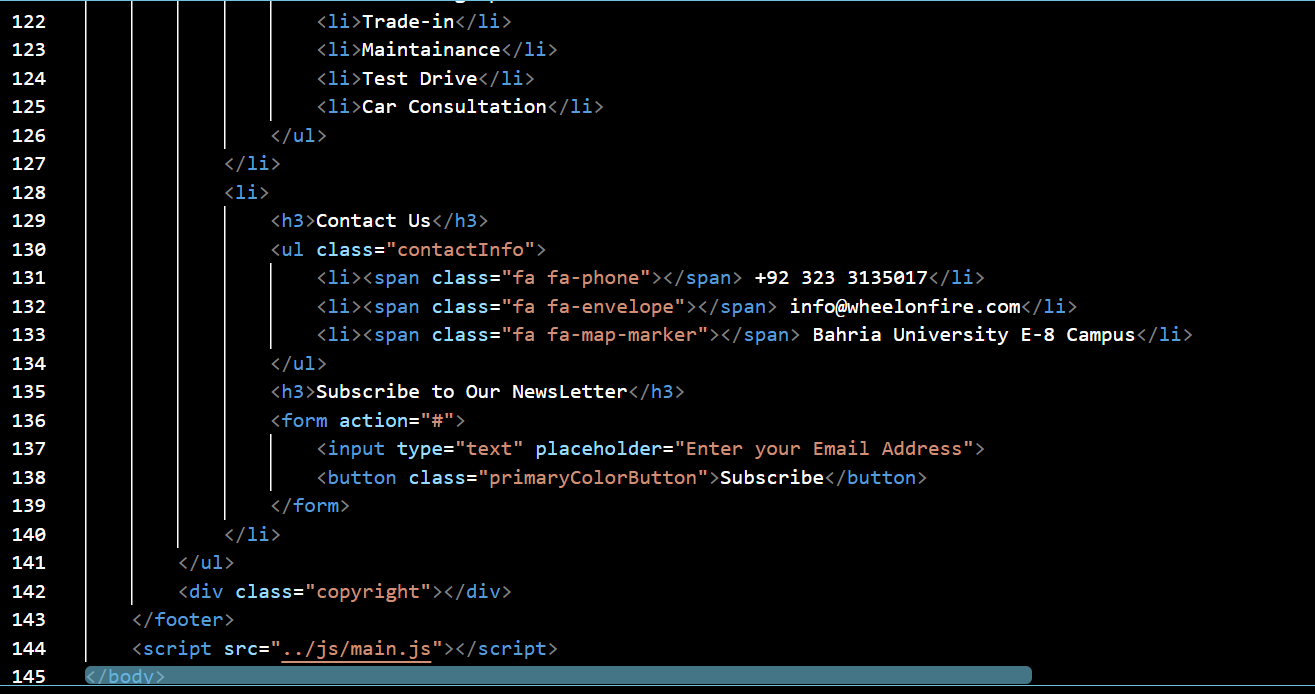 122 <li>Trade-in</li>
123 <li>Maintainance</li>
124 <li>Test Drive</li>
125 <li>Car Consultation</li>
126 </ul>
127 </li>
128 <li>
129 <h3>Contact Us</h3>
130 <ul class="contactInfo">
131 <li><span class="fa fa-phone"></span> +92 323 3135017</li>
132 <li><span class="fa fa-envelope"></span> info@wheelonfire.com</li>
133 <li><span class="fa fa-map-marker"></span> Bahria University E-8 Campus</li>
134 </ul>
135 <h3>Subscribe to Our NewsLetter</h3>
136 <form action="#">
137 <input type="text" placeholder="Enter your Email Address">
138 <button class="primaryColorButton">Subscribe</button>
139 </form>
140 </li>
141 </ul>
142 <div class="copyright"></div>
143 </footer>
144 <script src="../js/main.js"></script>
145 </body>